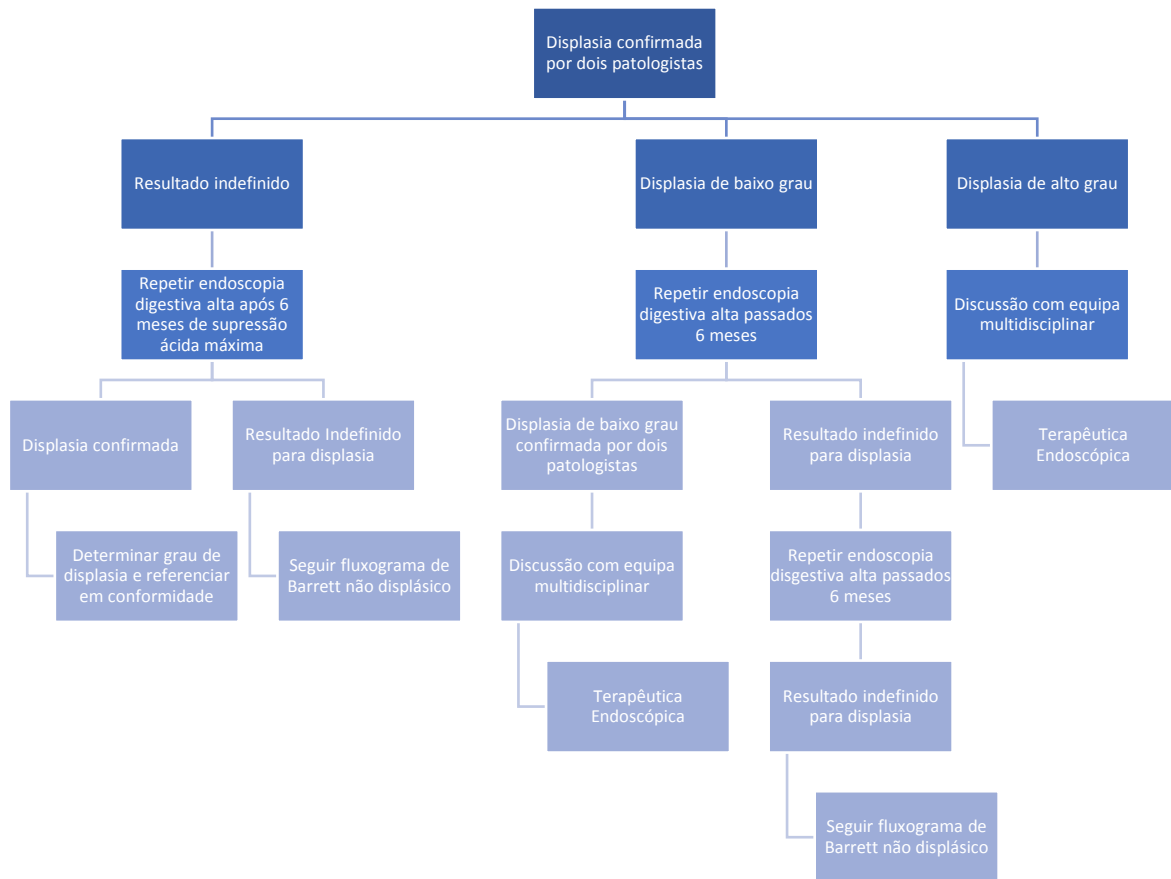 Displasia confirmada
por dois patologistas
Resultado indefinido
Displasia de baixo grau
Displasia de alto grau
Repetir endoscopia
digestiva alta após 6
meses de supressão
ácida máxima
Repetir endoscopia
digestiva alta passados
6 meses
Discussão com equipa
multidisciplinar
Displasia confirmada
Resultado Indefinido
para displasia
Displasia de baixo grau
confirmada por dois
patologistas
Resultado indefinido
para displasia
Terapêutica
Endoscópica
Determinar grau de
displasia e referenciar
em conformidade
Seguir fluxograma de
Barrett não displásico
Discussão com equipa
multidisciplinar
Repetir endoscopia
disgestiva alta passados
6 meses
Terapêutica
Endoscópica
Resultado indefinido
para displasia
Seguir fluxograma de
Barrett não displásico